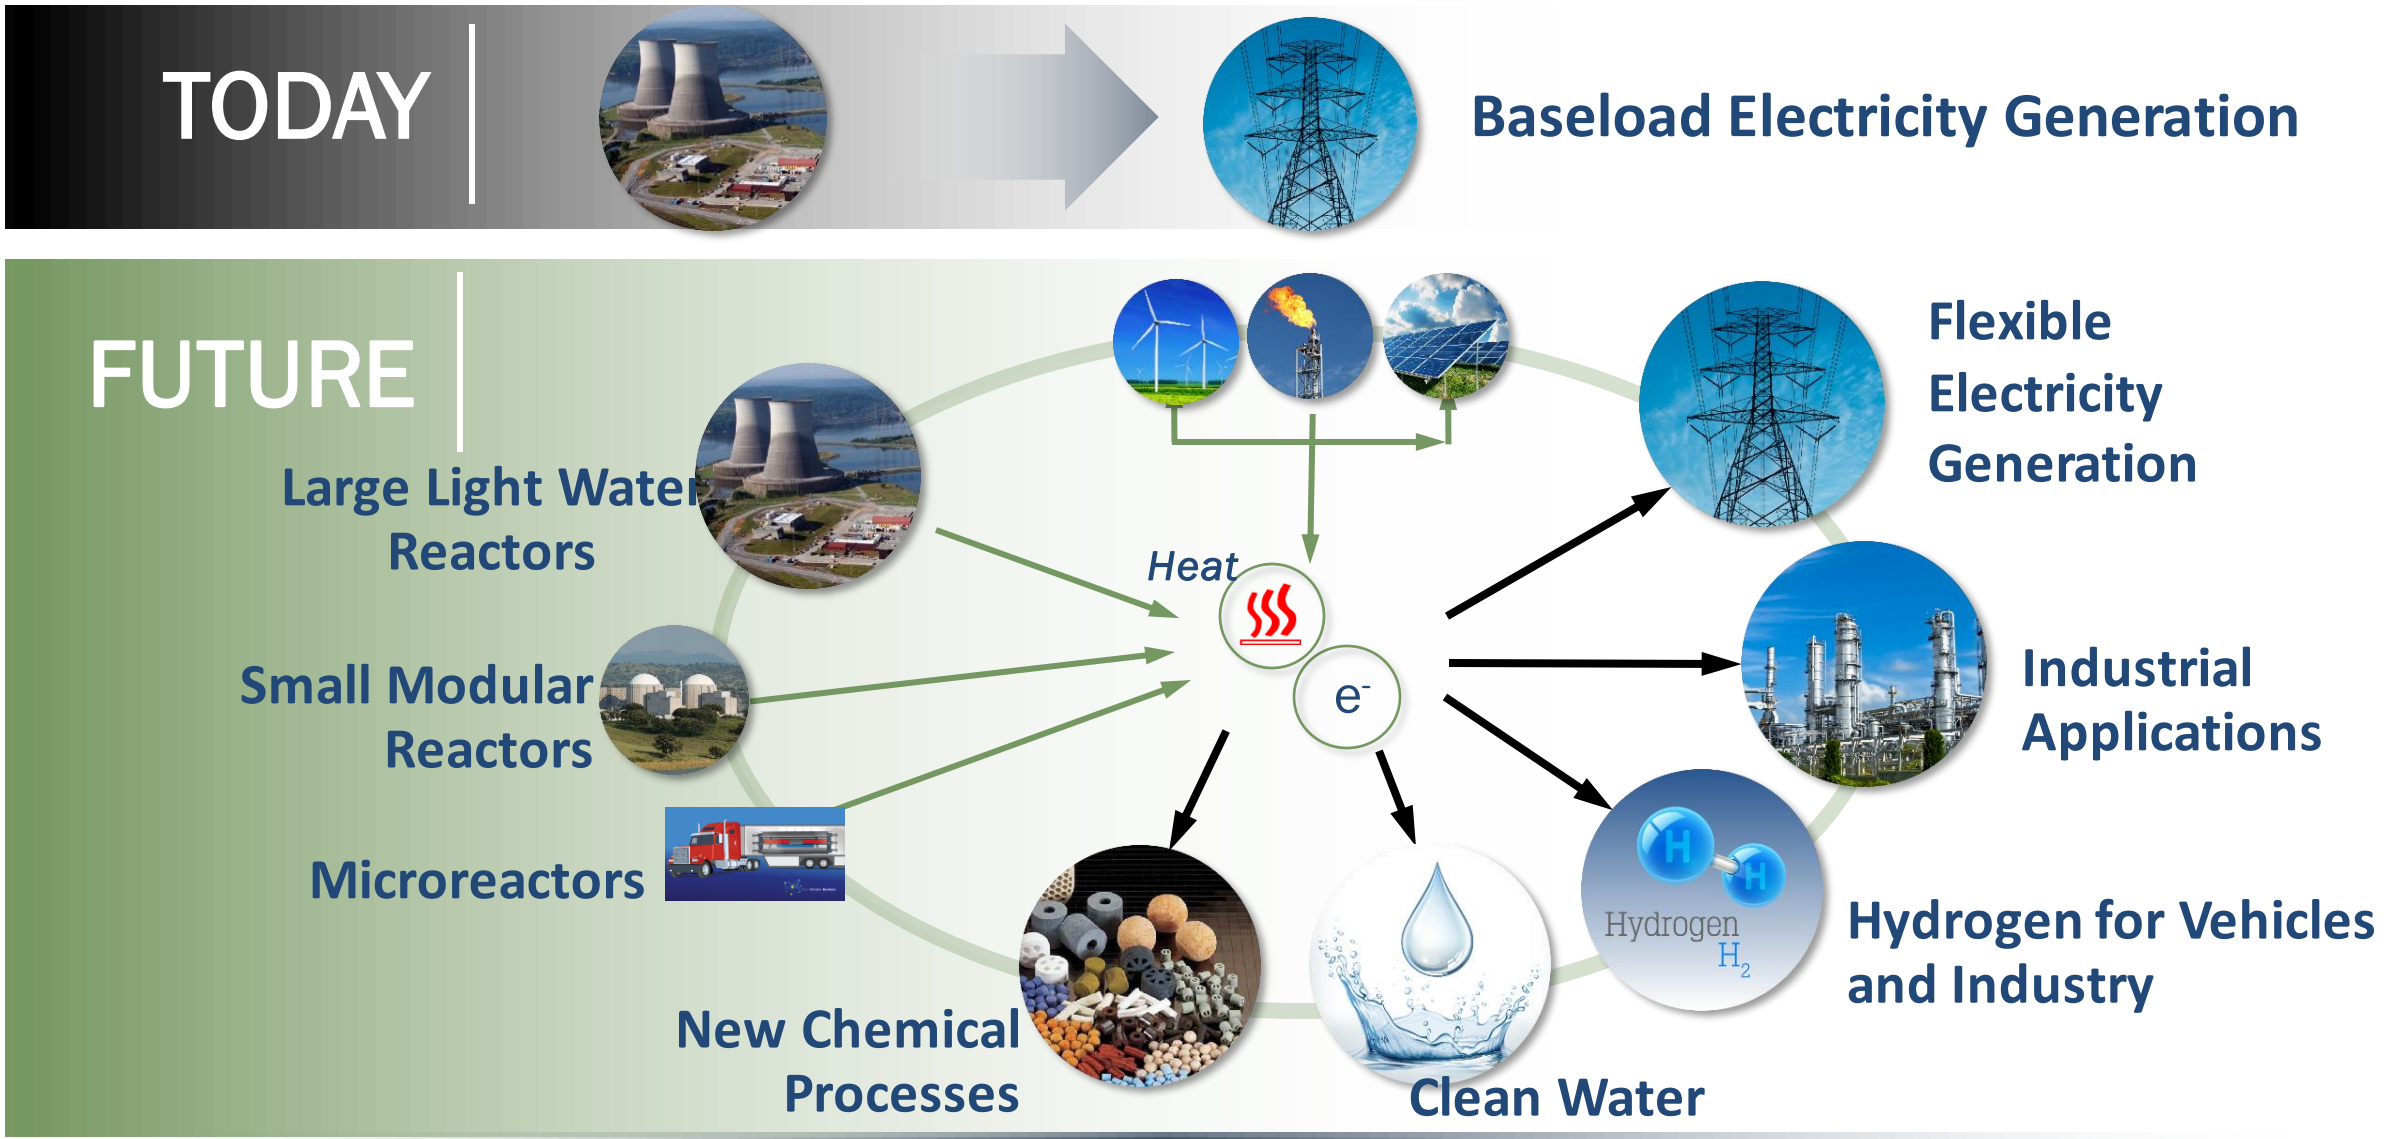 TODAY
Baseload Electricity Generation
FUTURE
Flexible
Electricity
Generation
Large Light Water
Reactors
Heat
e-
Small Modular
Reactors
Industrial
Applications
Microreactors
H
H
Hydrogen
H2
Hydrogen for Vehicles
and Industry
New Chemical
Processes
Clean Water